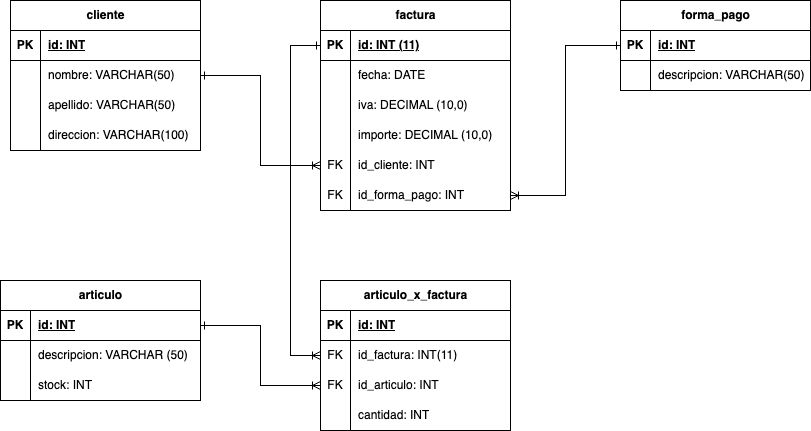 cliente
PK id: INT
nombre: VARCHAR(50)
apellido: VARCHAR(50)
direccion: VARCHAR(100)
factura
PK id: INT (11)
fecha: DATE
iva: DECIMAL (10,0)
importe: DECIMAL (10,0)
FK id_cliente: INT
FK id_forma_pago: INT
forma_pago
PK id: INT
descripcion: VARCHAR(50)
articulo
PK id: INT
descripcion: VARCHAR (50)
stock: INT
articulo_x_factura
PK id: INT
FK id_factura: INT(11)
FK id_articulo: INT
cantidad: INT